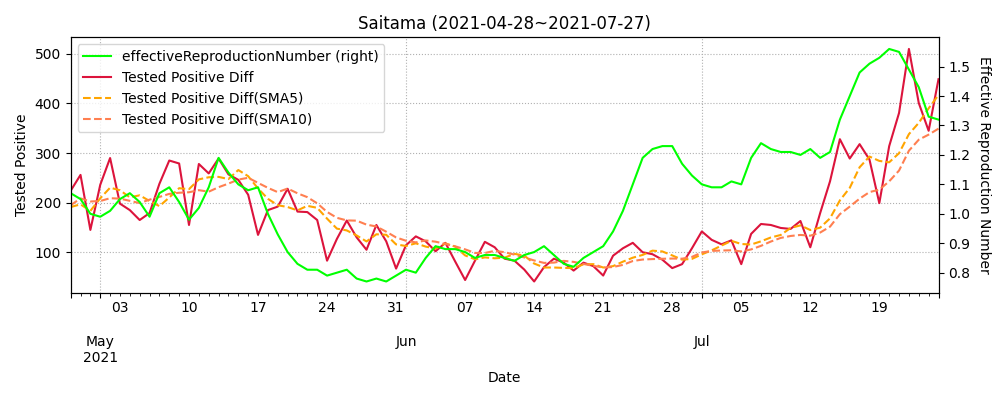 Saitama (2021-04-28~2021-07-27)
effectiveReproductionNumber (right)
Tested Positive Diff
Tested Positive Diff(SMA5)
Tested Positive Diff(SMA10)
Tested Positive
500
400
300
200
100
Effective Reproduction Number
1.5
1.4
1.3
1.2
1.1
1.0
0.9
0.8
03 10 17 24 31 07 14 21 28 05 12 19
May Jun Jul
2021
Date